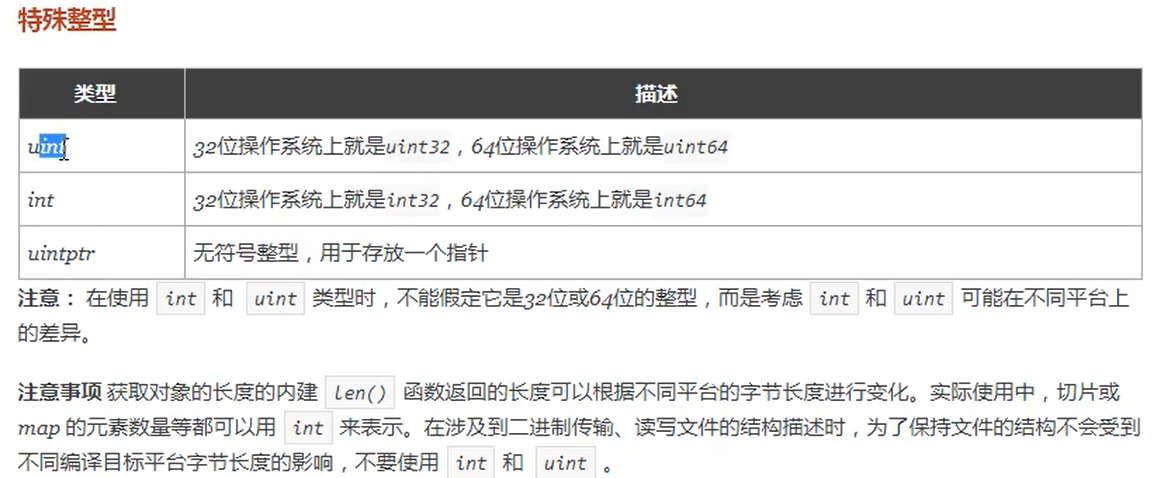 特殊整型
类型 描述
uint 32位操作系统上就是uint32，64位操作系统上就是uint64
int 32位操作系统上就是int32，64位操作系统上就是int64
uintptr 无符号整型，用于存放一个指针
注意： 在使用 int 和 uint 类型时，不能假定它是32位或64位的整型，而是考虑 int 和 uint 可能在不同平台上
的差异。
注意事项 获取对象的长度的内建 len() 函数返回的长度可以根据不同平台的字节长度进行变化。实际使用中，切片或
map 的元素数量等都可以用 int 来表示。在涉及到二进制传输、读写文件的结构描述时，为了保持文件的结构不会受到
不同编译目标平台字节长度的影响，不要使用 int 和 uint 。